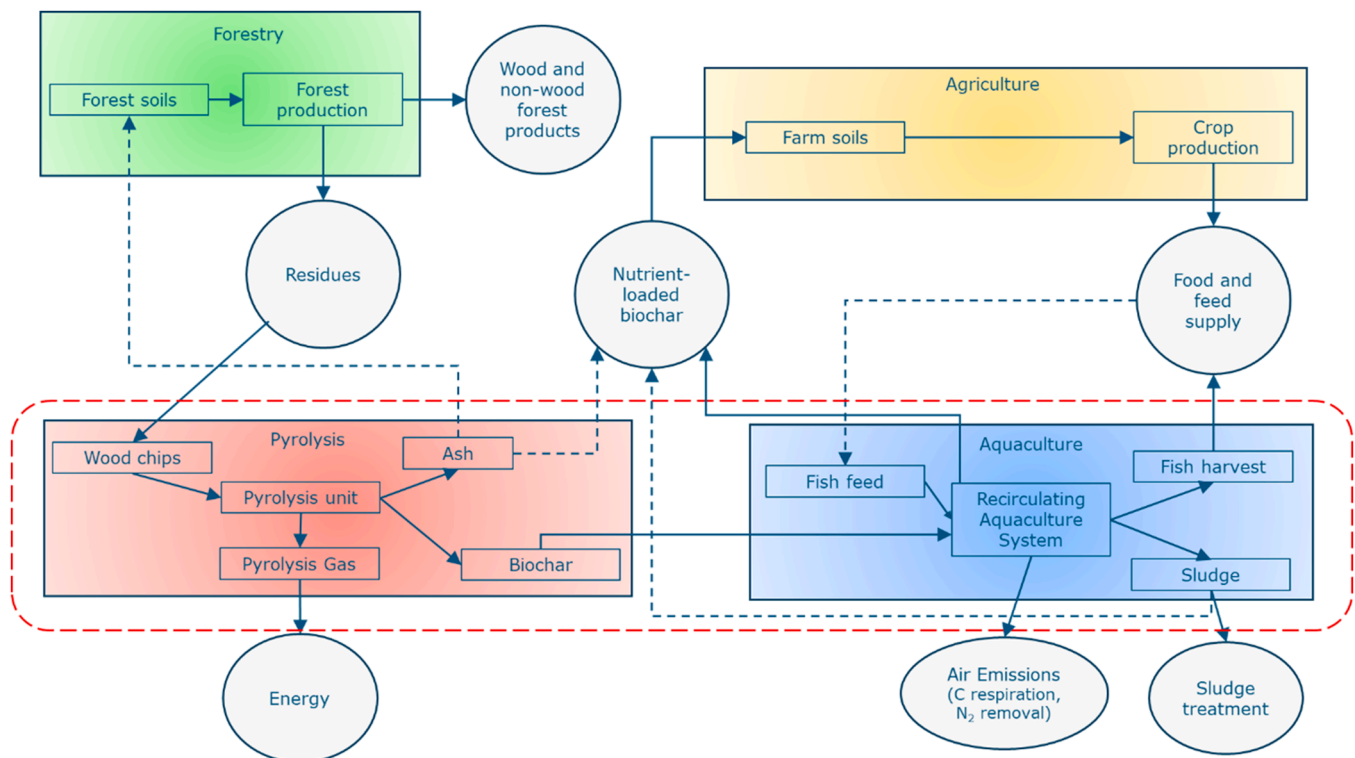 Forestry
Forest soils
Forest
production
Wood and
non-wood
forest
products
Agriculture
Farm soils
Crop
production
Residues
Nutrient-
loaded
biochar
Food and
feed
supply
Pyrolysis
Wood chips
Ash
Pyrolysis unit
Pyrolysis Gas
Biochar
Aquaculture
Fish feed
Recirculating
Aquaculture
System
Fish harvest
Sludge
Energy
Air Emissions
(C respiration,
N₂ removal)
Sludge
treatment